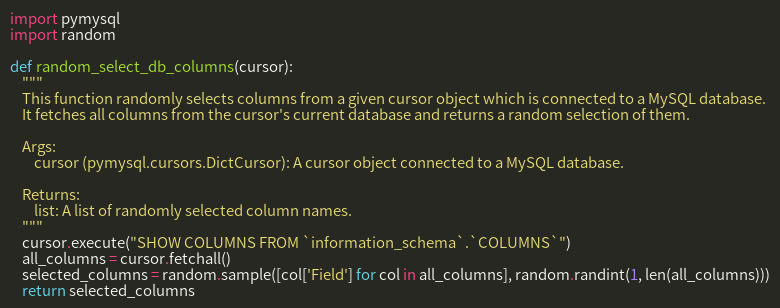 import pymysql
import random

def random_select_db_columns(cursor):
    """
    This function randomly selects columns from a given cursor object which is connected to a MySQL database.
    It fetches all columns from the cursor's current database and returns a random selection of them.

    Args:
        cursor (pymysql.cursors.DictCursor): A cursor object connected to a MySQL database.

    Returns:
        list: A list of randomly selected column names.
    """
    cursor.execute("SHOW COLUMNS FROM `information_schema`.`COLUMNS`")
    all_columns = cursor.fetchall()
    selected_columns = random.sample([col['Field'] for col in all_columns], random.randint(1, len(all_columns)))
    return selected_columns